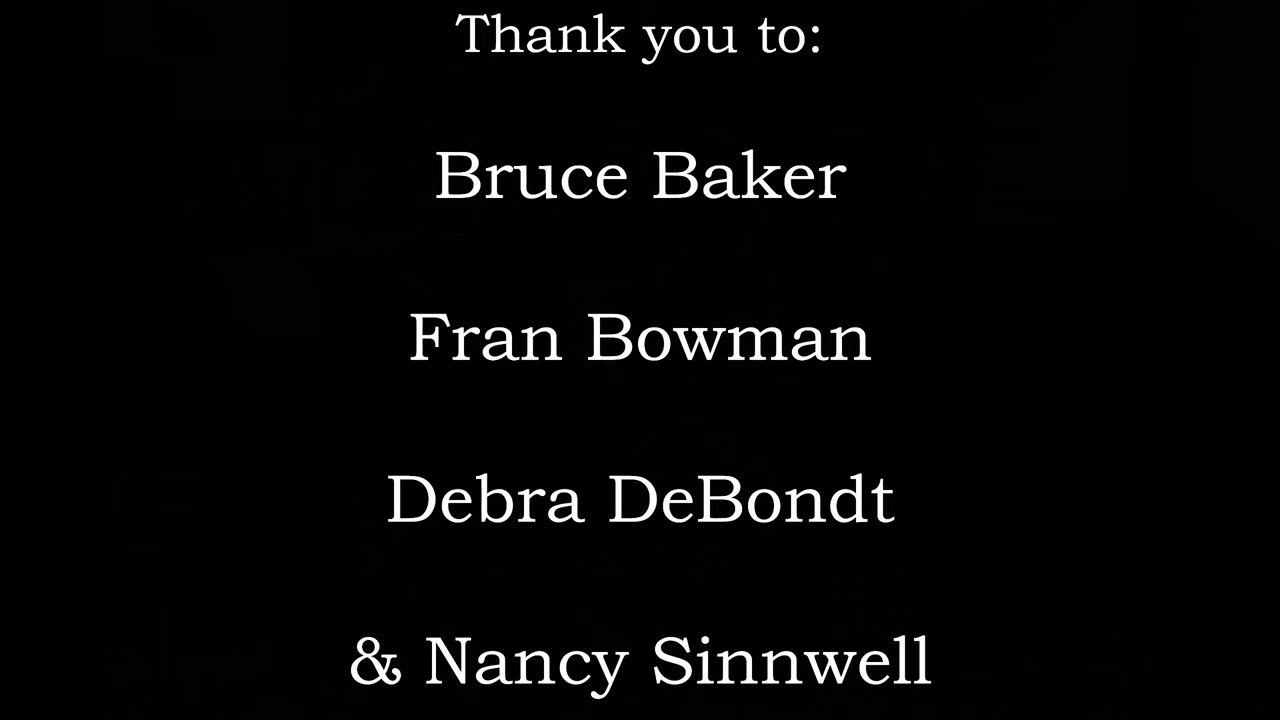 Thank you to:
Bruce Baker
Fran Bowman
Debra DeBondt
& Nancy Sinnwell